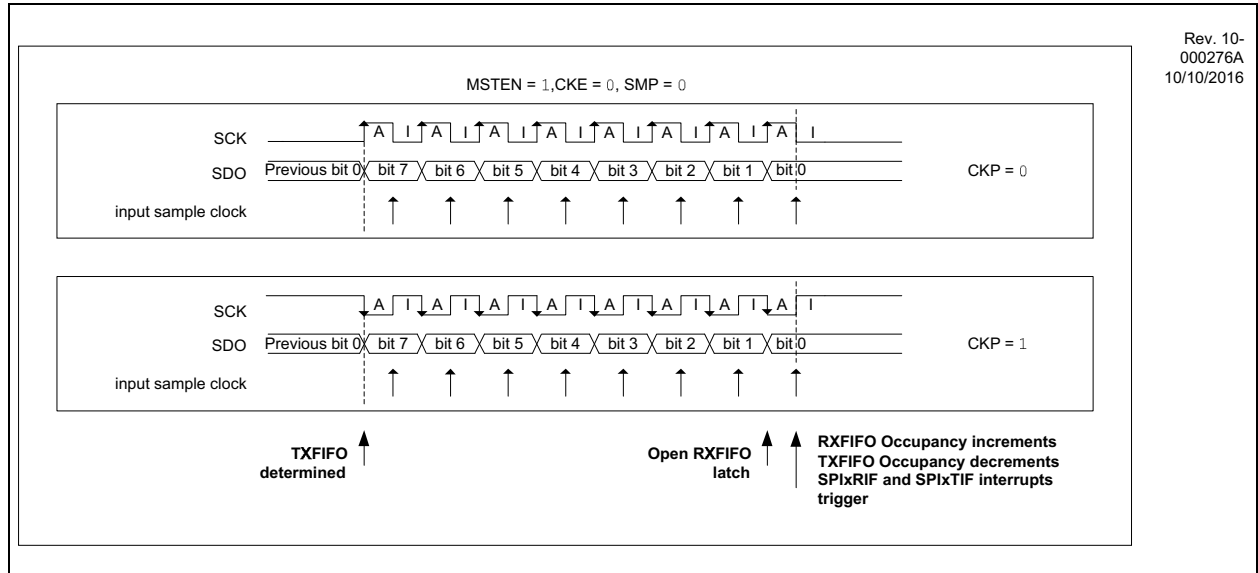 Rev. 10-
000276A
10/10/2016
MSTEN = 1,CKE = 0, SMP = 0
SCK A I A I A I A I A I A I A I A I
SDO Previous bit 0 bit 7 bit 6 bit 5 bit 4 bit 3 bit 2 bit 1 bit 0 CKP = 0
input sample clock
SCK A I A I A I A I A I A I A I A I
SDO Previous bit 0 bit 7 bit 6 bit 5 bit 4 bit 3 bit 2 bit 1 bit 0 CKP = 1
input sample clock
TXFIFO
determined
Open RXFIFO
latch
RXFIFO Occupancy increments
TXFIFO Occupancy decrements
SPIxRIF and SPIxTIF interrupts
trigger